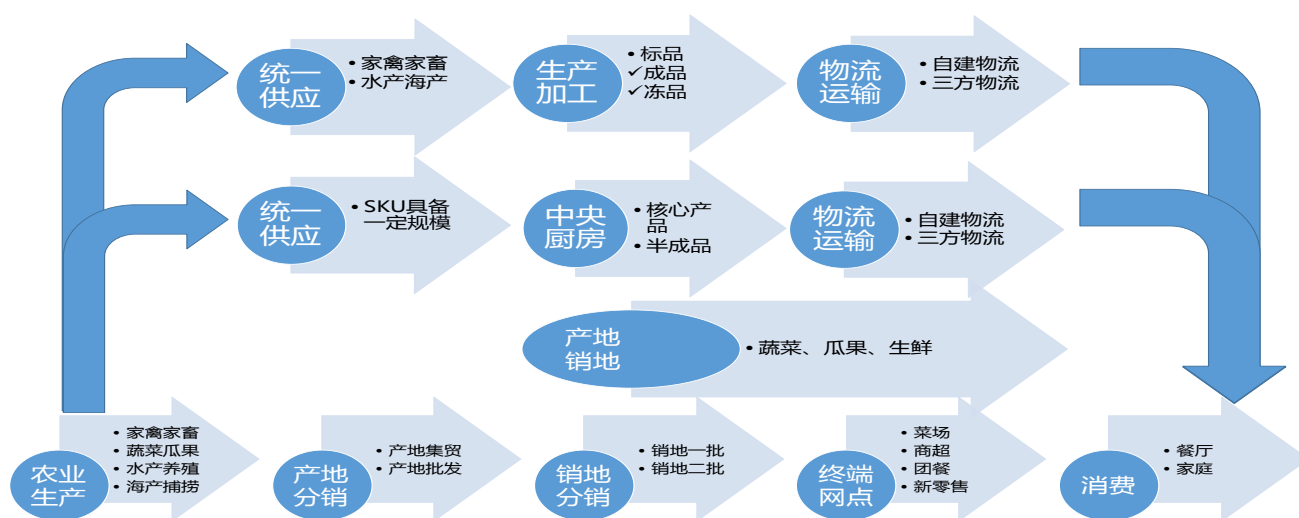 统一
供应
• 家禽家畜
• 水产海产
生产
加工
• 标品
✓成品
✓冻品
物流
运输
• 自建物流
• 三方物流
统一
供应
• SKU具备
一定规模
中央
厨房
• 核心产
品
• 半成品
物流
运输
• 自建物流
• 三方物流
产地
销地
• 蔬菜、瓜果、生鲜
农业
生产
• 家禽家畜
• 蔬菜瓜果
• 水产养殖
• 海产捕捞
产地
分销
• 产地集贸
• 产地批发
销地
分销
• 销地一批
• 销地二批
终端
网点
• 菜场
• 商超
• 团餐
• 新零售
消费
• 餐厅
• 家庭